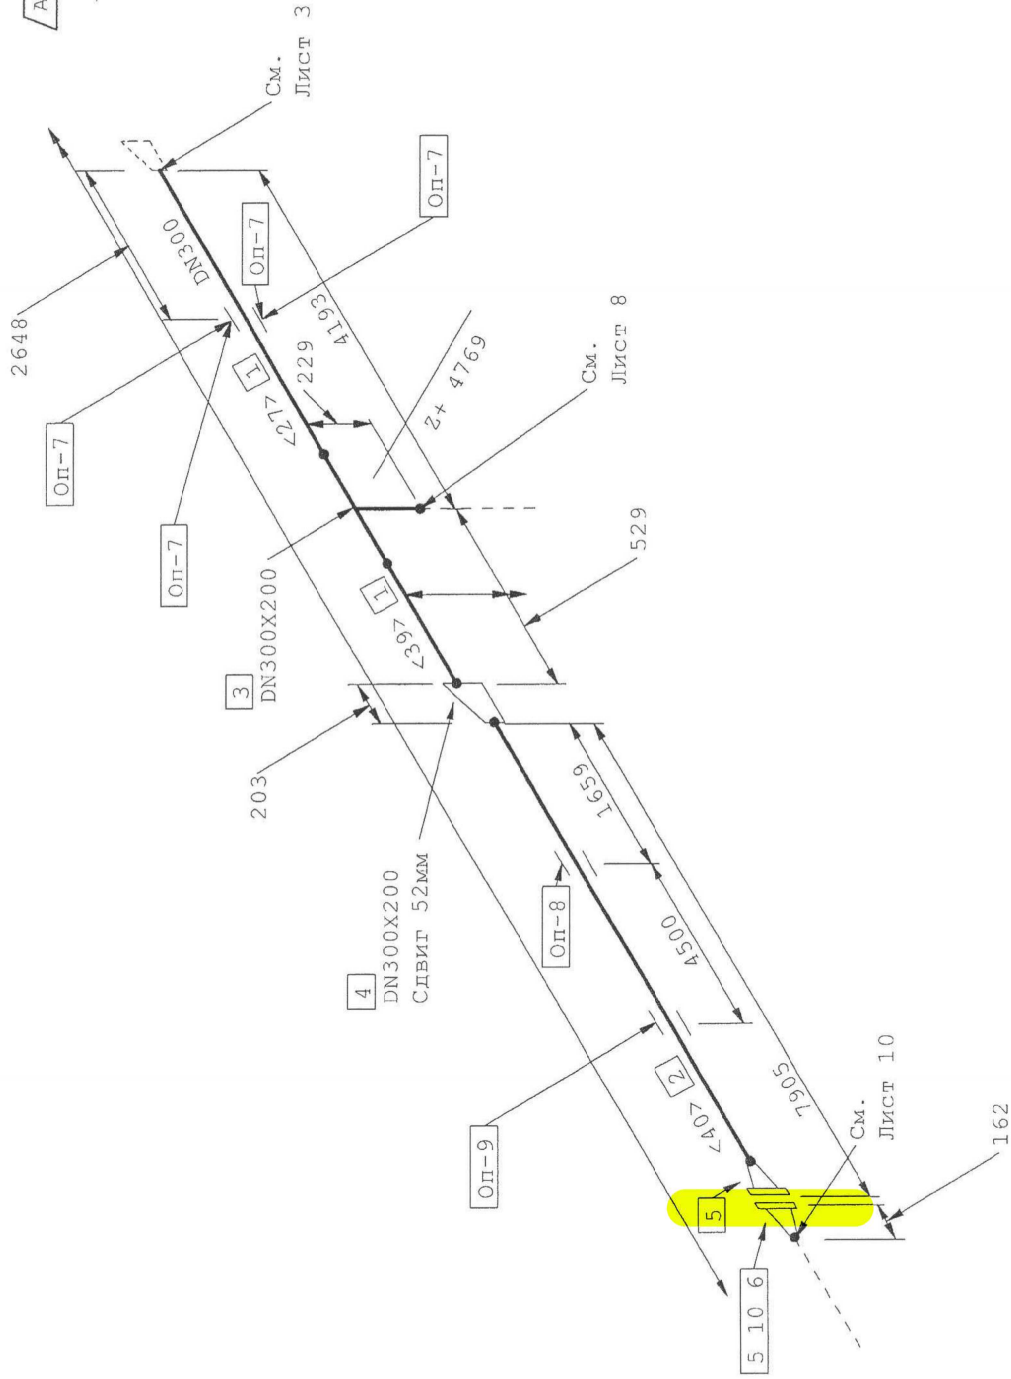 A
См.
Лист 3
2648
DN300
Оп-7
Оп-7
4193
Оп-7
Оп-7
1
229
<27>
Z+ 4769
См.
Лист 8
529
3
DN300X200
1
<39>
203
4
DN300X200
Сдвиг 52мм
1659
Оп-8
4500
Оп-9
2
<40>
7905
См.
Лист 10
162
5
5 10 6